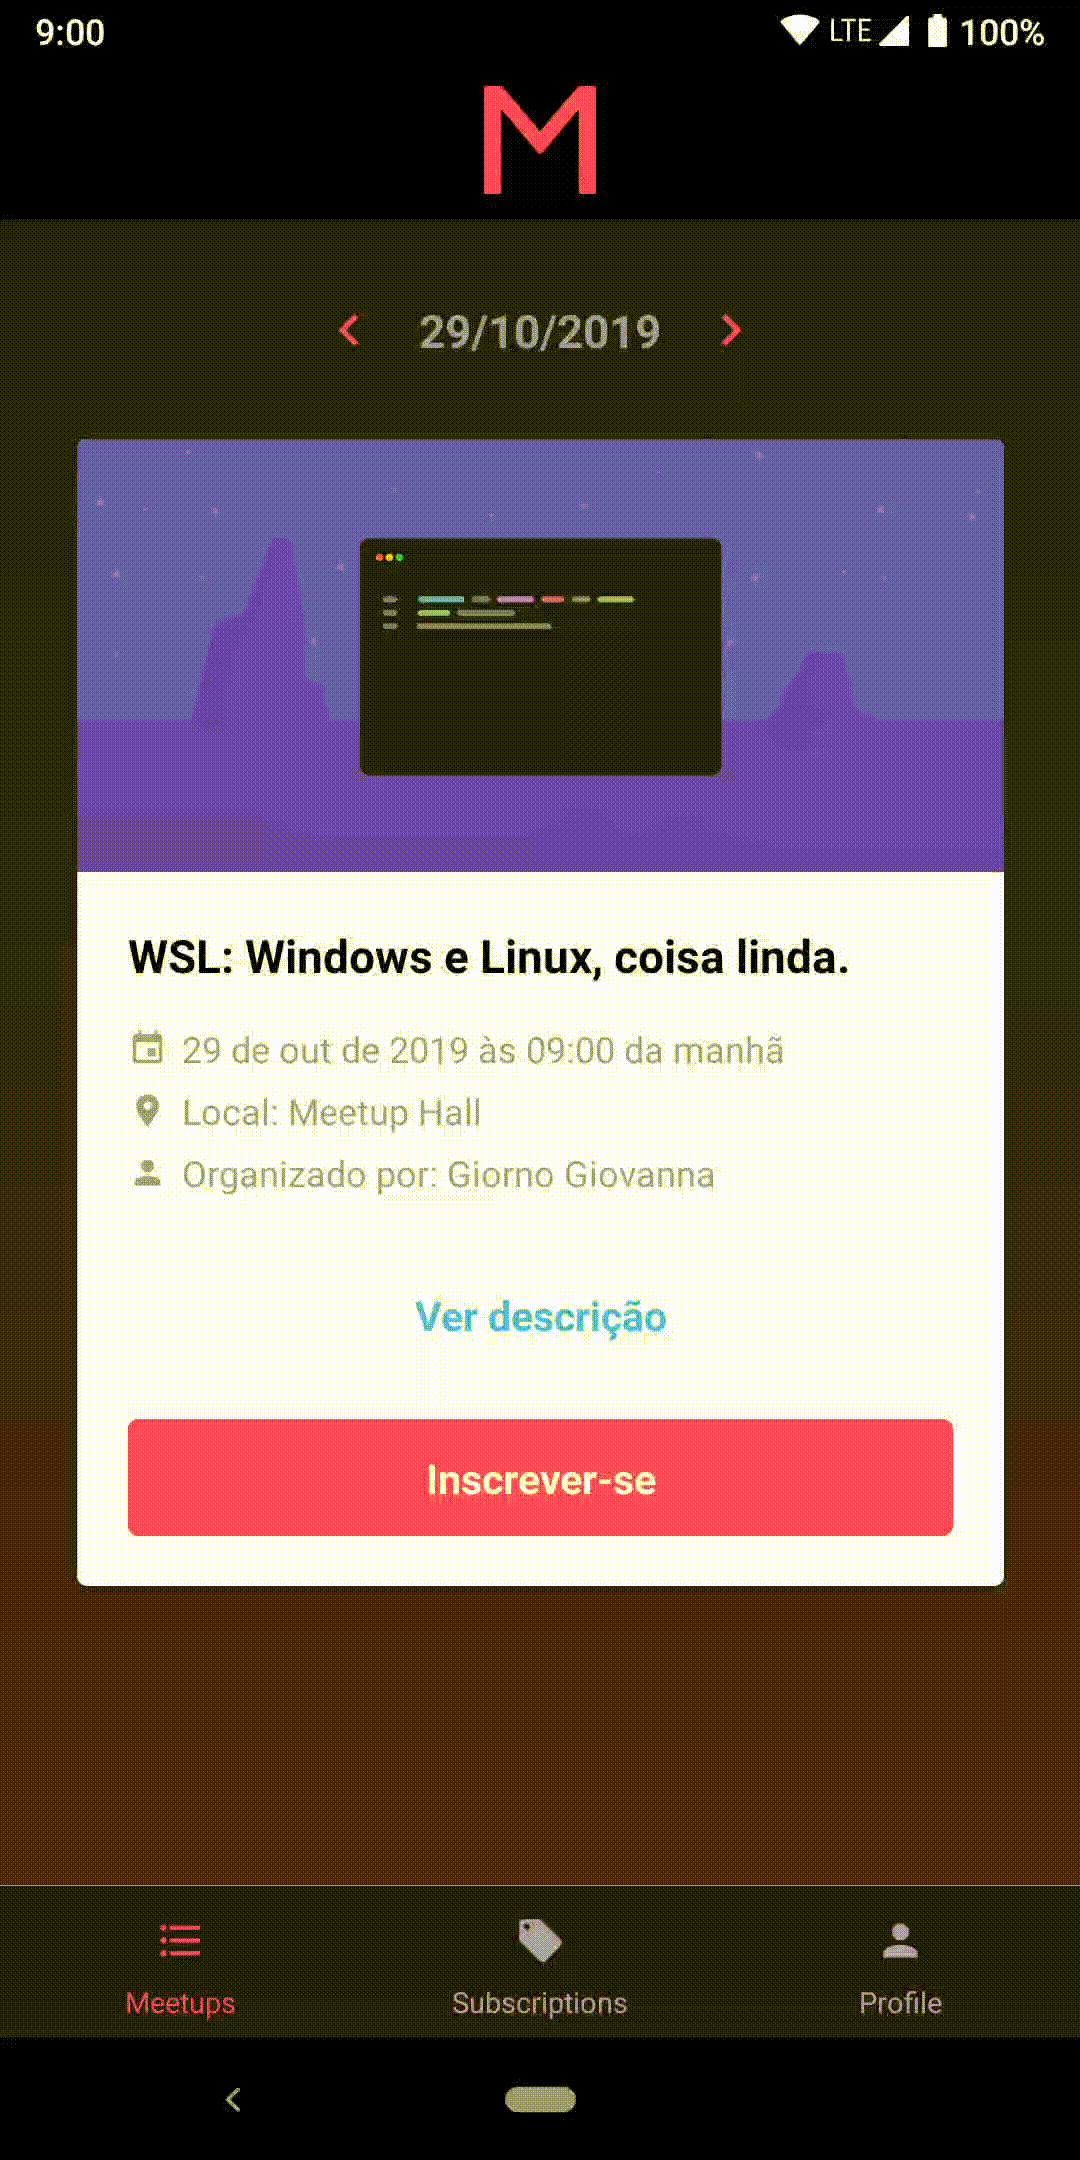 9:00 LTE 100%
M
29/10/2019
WSL: Windows e Linux, coisa linda.
29 de out de 2019 às 09:00 da manhã
Local: Meetup Hall
Organizado por: Giorno Giovanna
Ver descrição
Inscrever-se
Meetups Subscriptions Profile